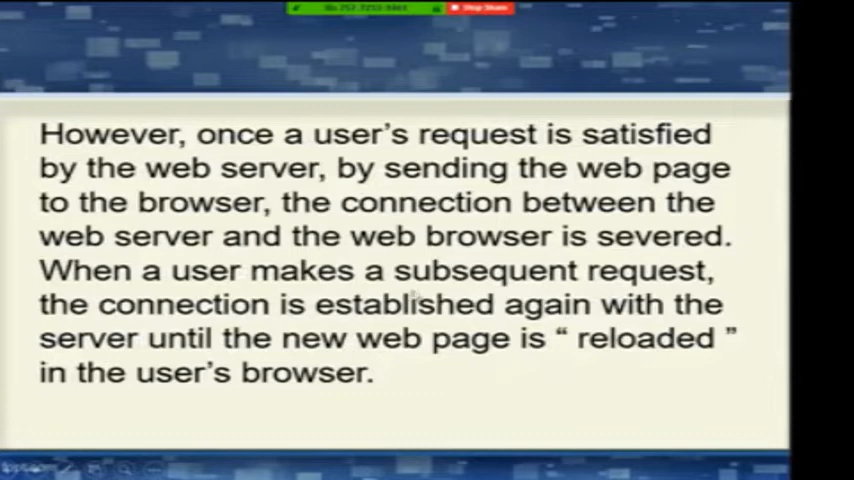 Stop Share
However, once a user's request is satisfied
by the web server, by sending the web page
to the browser, the connection between the
web server and the web browser is severed.
When a user makes a subsequent request,
the connection is established again with the
server until the new web page is “ reloaded ”
in the user's browser.